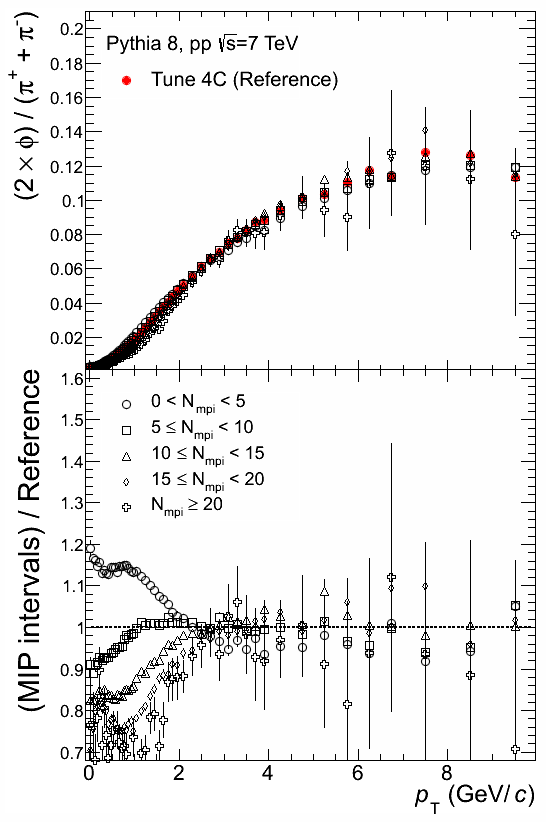 (2 × ϕ) / (π⁺ + π⁻)
0.2
0.18
0.16
0.14
0.12
0.1
0.08
0.06
0.04
0.02
Pythia 8, pp √s=7 TeV
Tune 4C (Reference)
(MIP intervals) / Reference
1.6
1.5
1.4
1.3
1.2
1.1
1
0.9
0.8
0.7
0 < N_mpi < 5
5 ≤ N_mpi < 10
10 ≤ N_mpi < 15
15 ≤ N_mpi < 20
N_mpi ≥ 20
0 2 4 6 8
p_T (GeV/c)